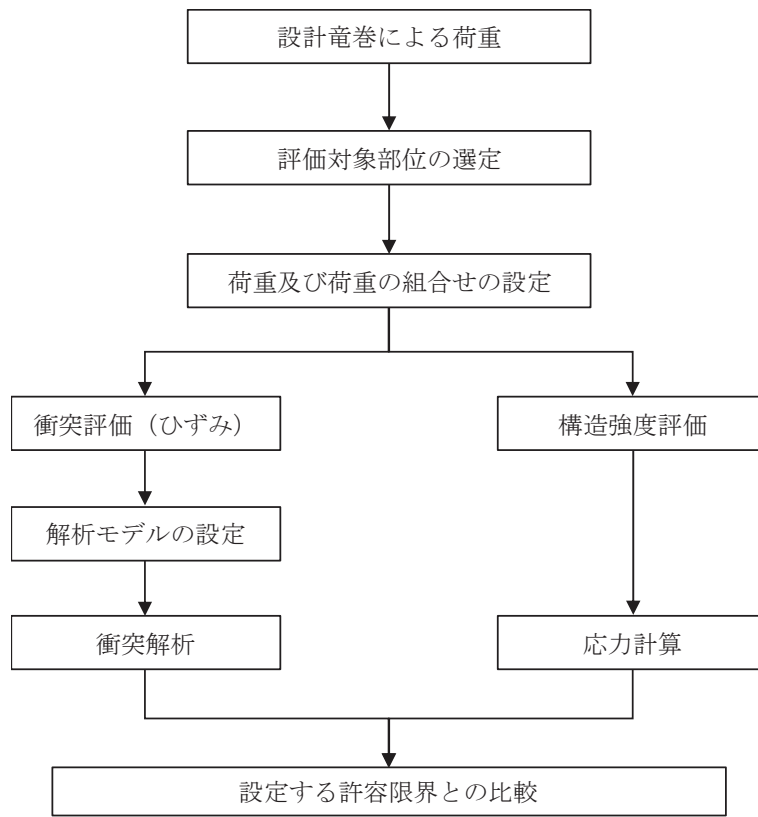 設計竜巻による荷重
評価対象部位の選定
荷重及び荷重の組合せの設定
衝突評価（ひずみ）
構造強度評価
解析モデルの設定
衝突解析
応力計算
設定する許容限界との比較